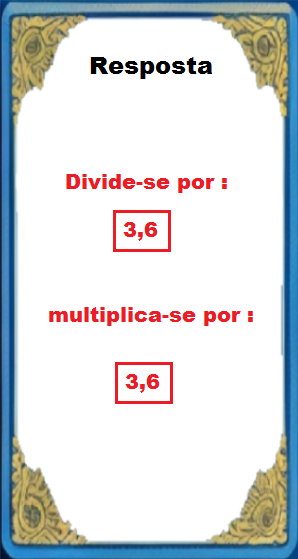 Resposta
Divide-se por :
3,6
multiplica-se por :
3,6